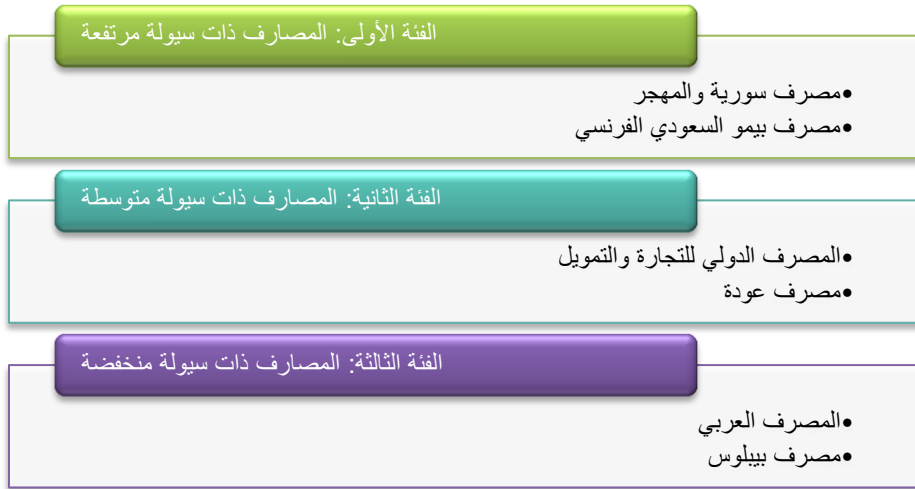 الفئة الأولى: المصارف ذات سيولة مرتفعة
•مصرف سورية والمهجر
•مصرف بيمو السعودي الفرنسي
الفئة الثانية: المصارف ذات سيولة متوسطة
•المصرف الدولي للتجارة والتمويل
•مصرف عودة
الفئة الثالثة: المصارف ذات سيولة منخفضة
•المصرف العربي
•مصرف بيبلوس